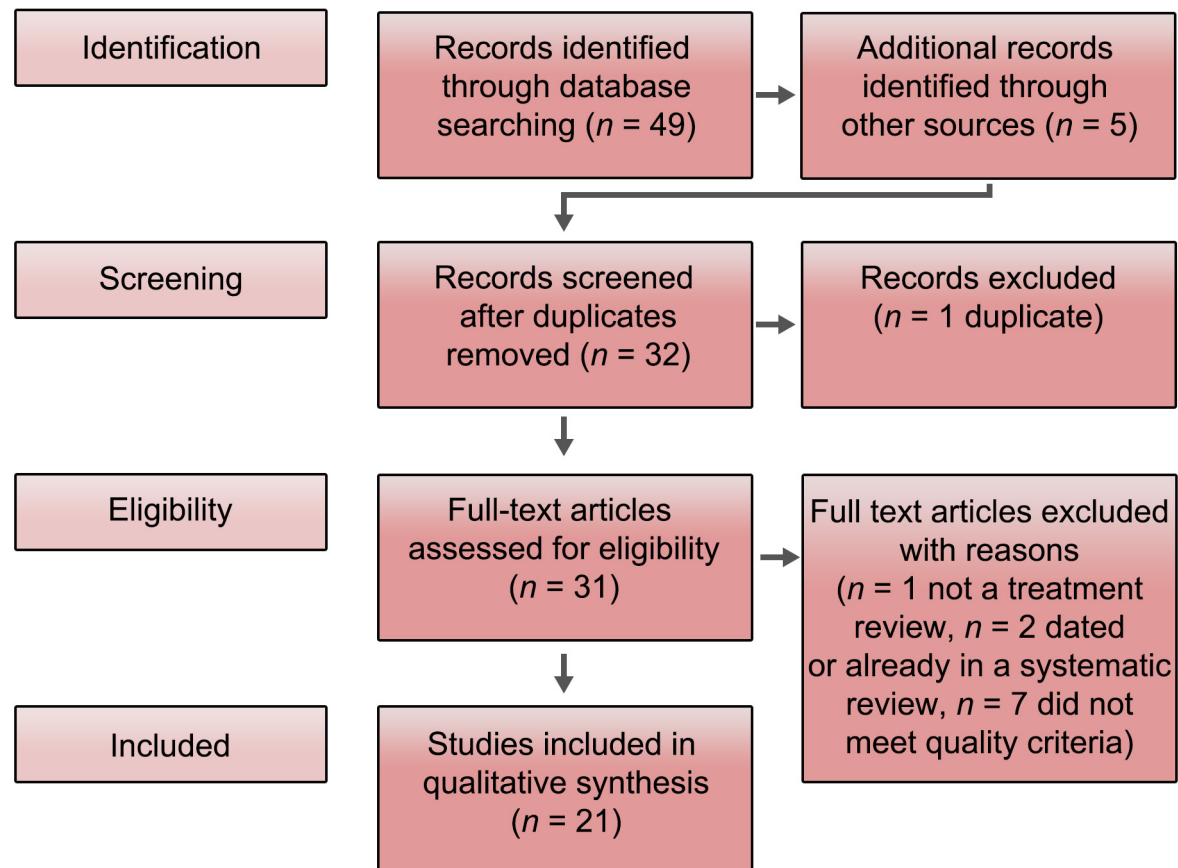 Identification
Records identified
through database
searching (n = 49)
Additional records
identified through
other sources (n = 5)
Screening
Records screened
after duplicates
removed (n = 32)
Records excluded
(n = 1 duplicate)
Eligibility
Full-text articles
assessed for eligibility
(n = 31)
Full text articles excluded
with reasons
(n = 1 not a treatment
review, n = 2 dated
or already in a systematic
review, n = 7 did not
meet quality criteria)
Included
Studies included in
qualitative synthesis
(n = 21)